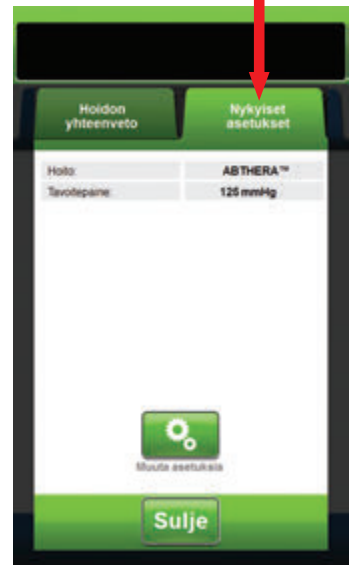 Hoidon
yhteenveto
Nykyiset
asetukset
Hoito: ABTHERA™
Tavoitepaine: 125 mmHg
Muuta asetuksia
Sulje